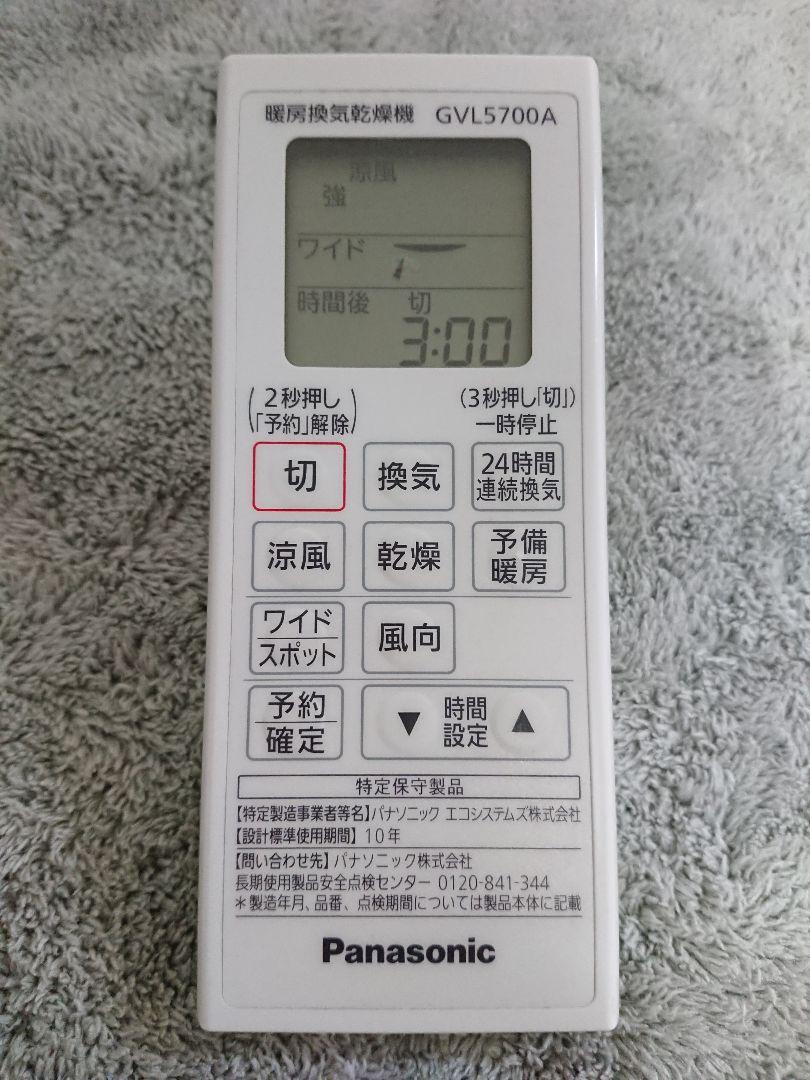 暖房換気乾燥機 GVL5700A
涼風
強
ワイド
時間後 切
3:00
(2秒押し「予約」解除)
(3秒押し「切」)
一時停止
切
換気
24時間
連続換気
涼風
乾燥
予備
暖房
ワイド
スポット
風向
予約
確定
▼ 時間設定 ▲
特定保守製品
【特定製造事業者等名】パナソニック エコシステムズ株式会社
【設計標準使用期間】10年
【問い合わせ先】パナソニック株式会社
長期使用製品安全点検センター 0120-841-344
＊製造年月、品番、点検期間については製品本体に記載
Panasonic